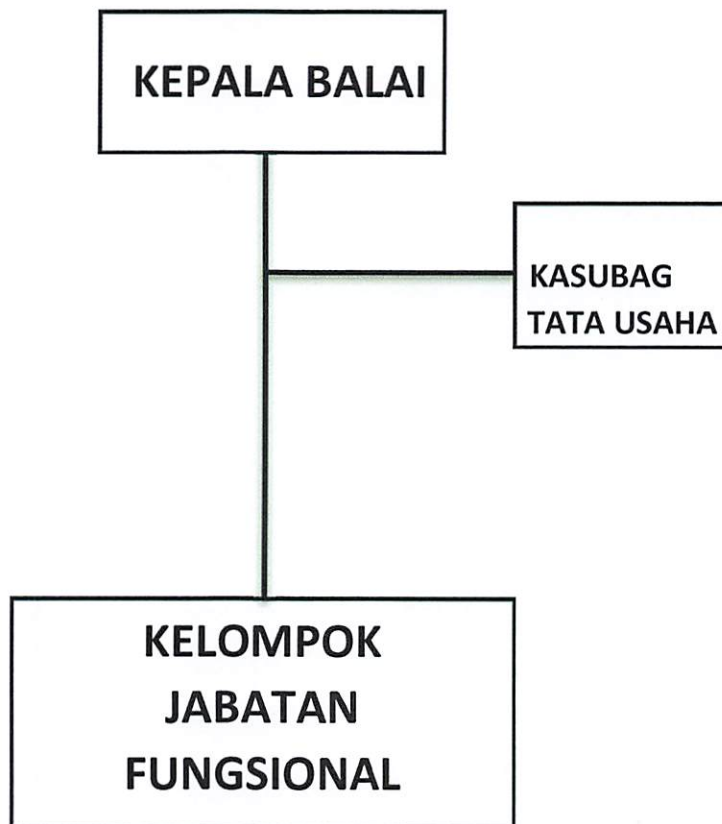 KEPALA BALAI
KASUBAG
TATA USAHA
KELOMPOK
JABATAN
FUNGSIONAL